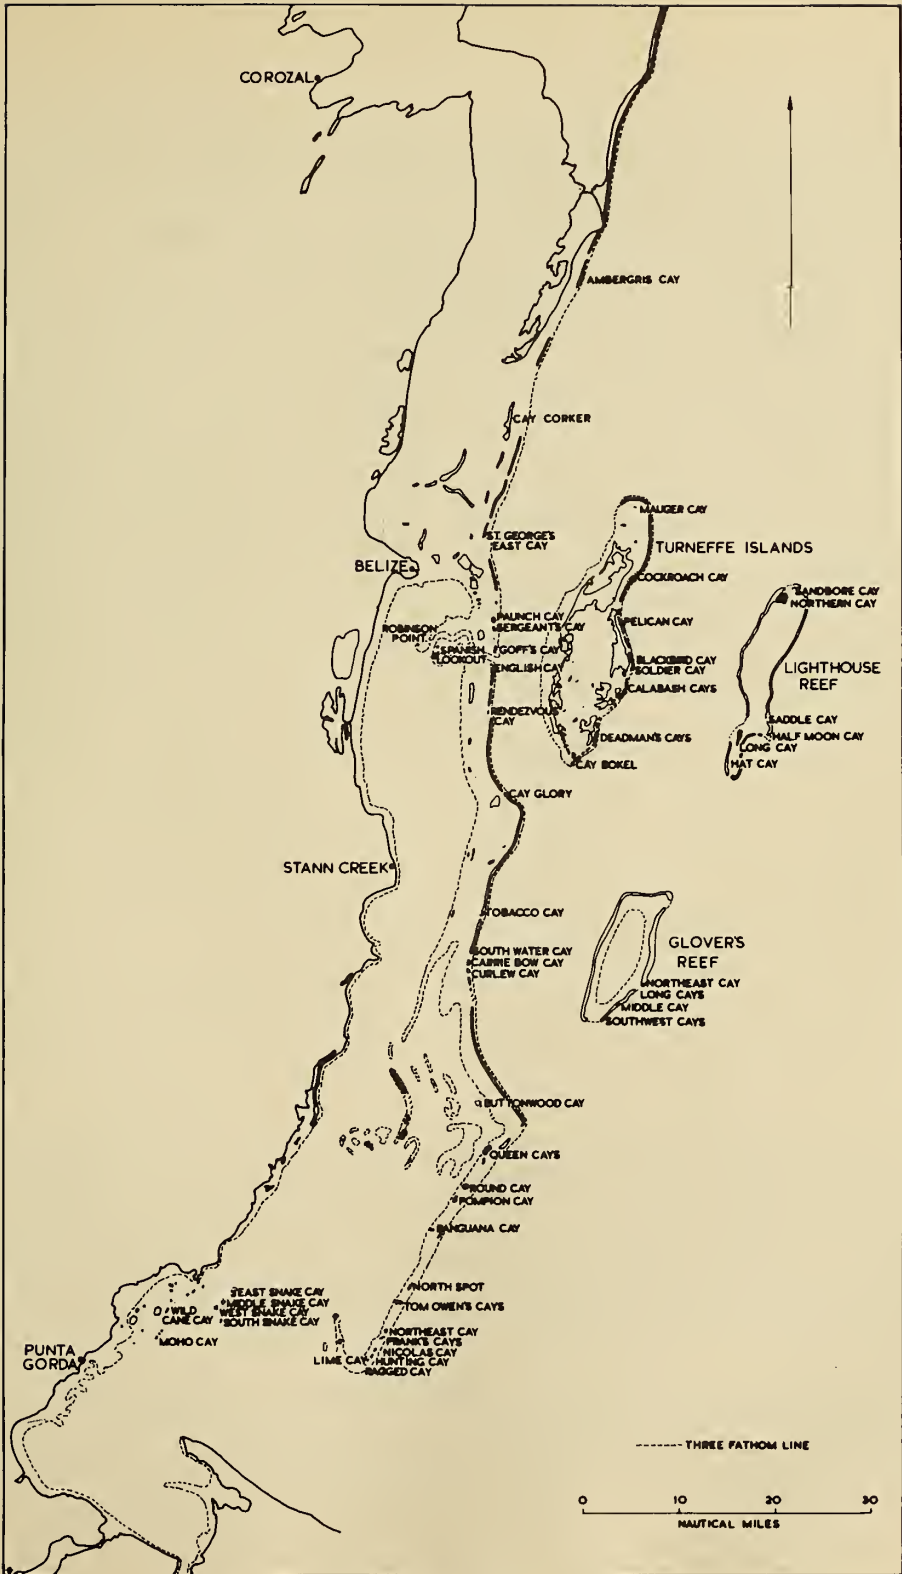 COROZAL
AMBERGRIS CAY
CAY CORKER
MAUGER CAY
ST. GEORGE'S
EAST CAY
TURNEFFE ISLANDS
BELIZE
COCKROACH CAY
SANDBORE CAY
NORTHERN CAY
PAUNCH CAY
SERGEANT'S CAY
PELICAN CAY
ROBINSON
POINT
SPANISH
LOOKOUT
GOFF'S CAY
ENGLISH CAY
BLACKBIRD CAY
SOLDIER CAY
LIGHTHOUSE
REEF
CALABASH CAYS
RENDEZVOUS
CAY
SADDLE CAY
DEADMAN'S CAYS
HALF MOON CAY
LONG CAY
CAY BOKEL
HAT CAY
CAY GLORY
STANN CREEK
TOBACCO CAY
GLOVER'S
REEF
SOUTH WATER CAY
CARRIE BOW CAY
CURLEW CAY
NORTHEAST CAY
LONG CAYS
MIDDLE CAY
SOUTHWEST CAYS
BUTTONWOOD CAY
QUEEN CAYS
ROUND CAY
POMPION CAY
RANGUANA CAY
NORTH SPOT
EAST SNAKE CAY
MIDDLE SNAKE CAY
WEST SNAKE CAY
SOUTH SNAKE CAY
TOM OWEN'S CAYS
WILD
CANE CAY
MOHO CAY
NORTHEAST CAY
FRANK'S CAYS
NICOLAS CAY
PUNTA
GORDA
LIME CAY
HUNTING CAY
RAGGED CAY
THREE FATHOM LINE
0 10 20 30
NAUTICAL MILES